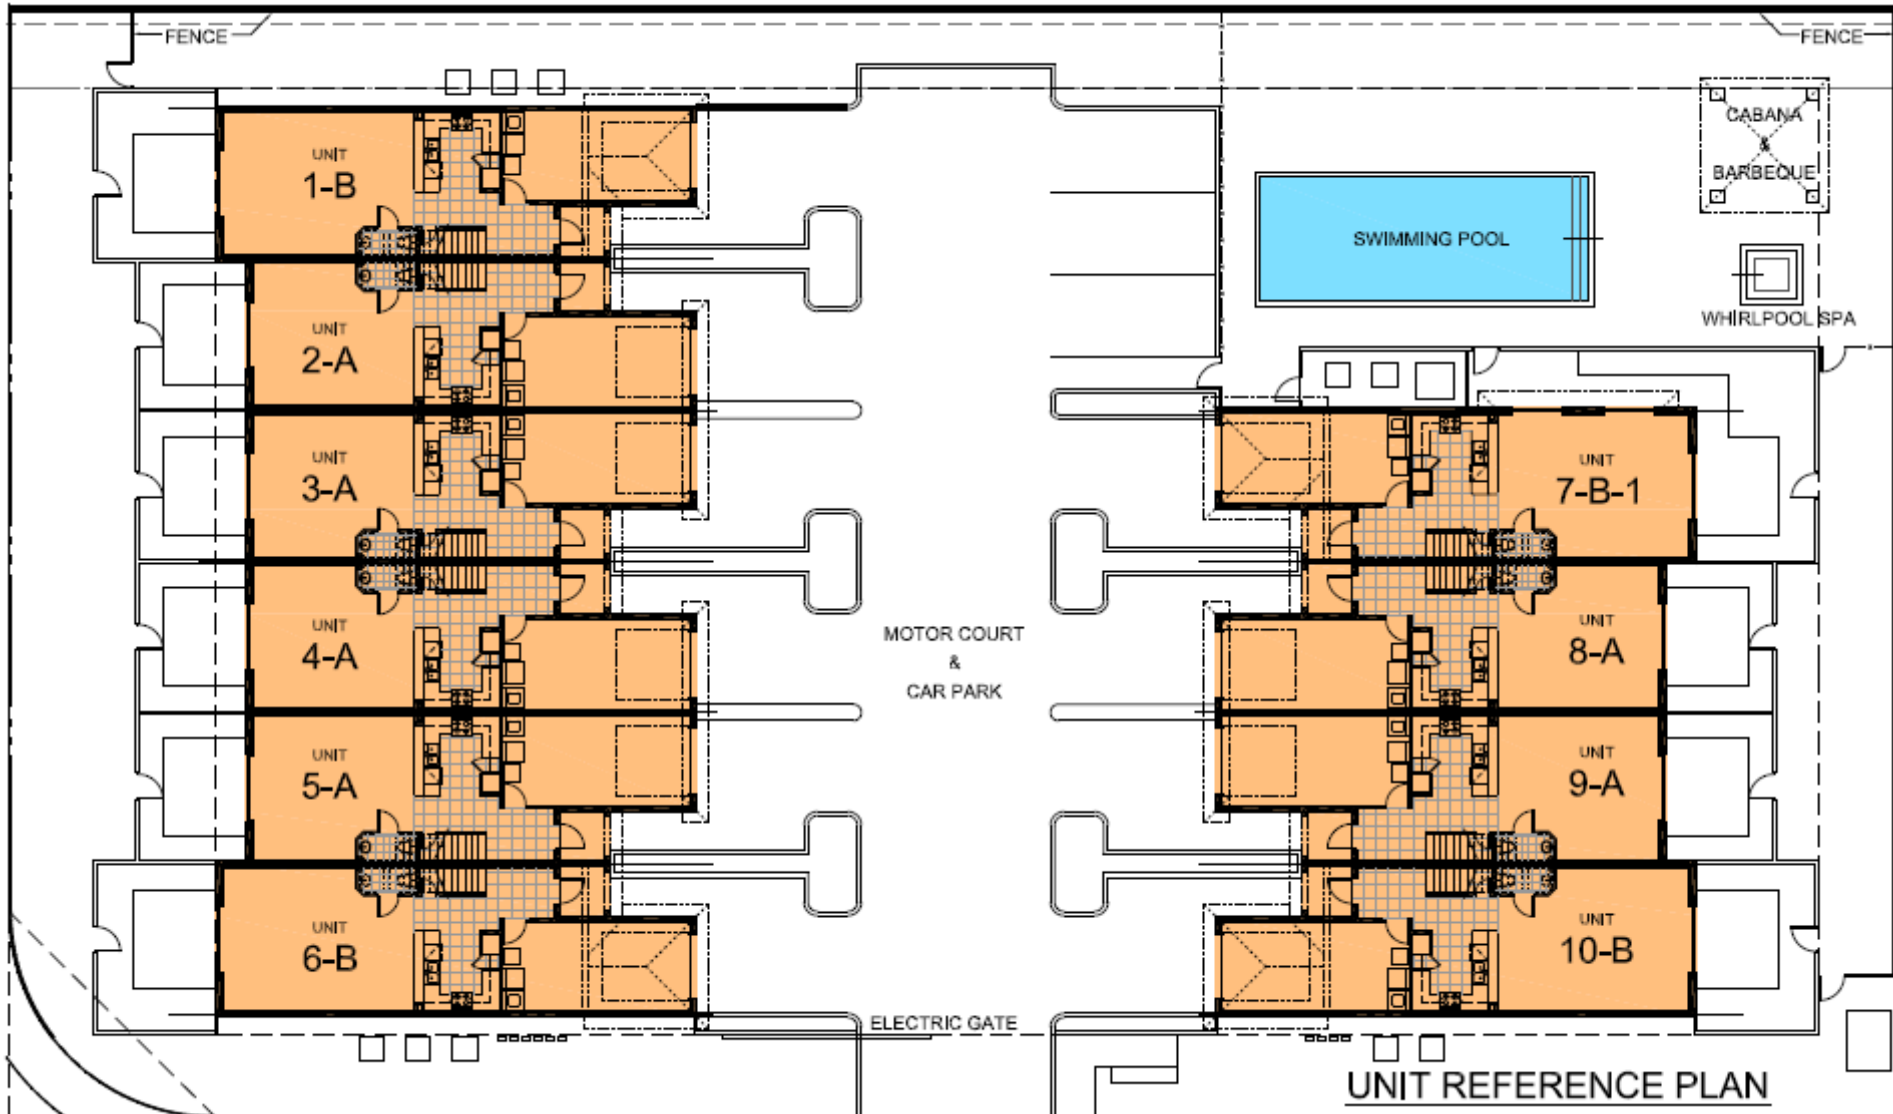 FENCE
FENCE
CABANA
&
BARBEQUE
UNIT
1-B
SWIMMING POOL
WHIRLPOOL SPA
UNIT
2-A
UNIT
3-A
UNIT
7-B-1
UNIT
4-A
MOTOR COURT
&
CAR PARK
UNIT
8-A
UNIT
5-A
UNIT
9-A
UNIT
6-B
UNIT
10-B
ELECTRIC GATE
UNIT REFERENCE PLAN